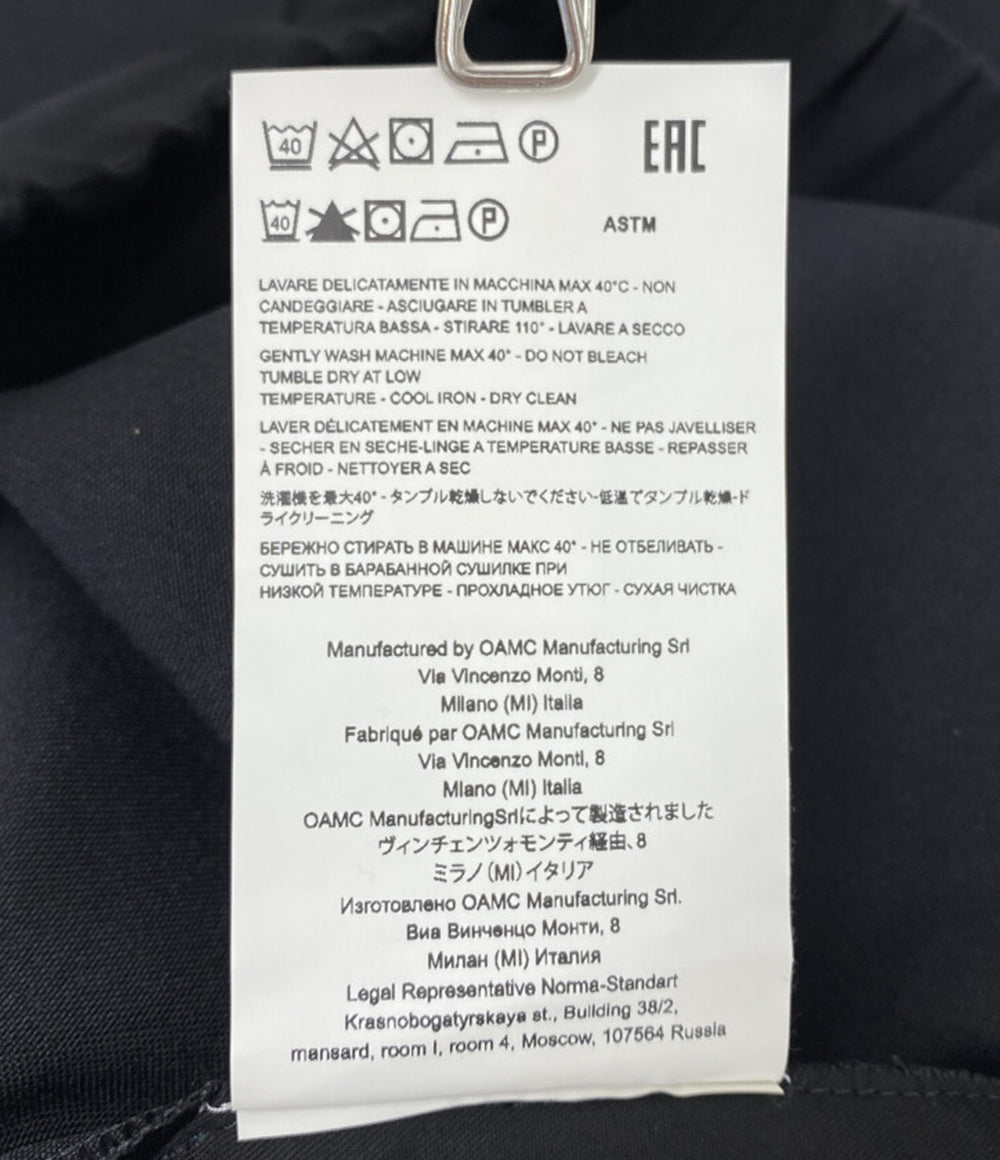 40 P EAC
40 P ASTM
LAVARE DELICATAMENTE IN MACCHINA MAX 40°C - NON
CANDEGGIARE - ASCIUGARE IN TUMBLER A
TEMPERATURA BASSA - STIRARE 110° - LAVARE A SECCO
GENTLY WASH MACHINE MAX 40° - DO NOT BLEACH
TUMBLE DRY AT LOW
TEMPERATURE - COOL IRON - DRY CLEAN
LAVER DÉLICATEMENT EN MACHINE MAX 40° - NE PAS JAVELLISER
- SECHER EN SECHE-LINGE A TEMPERATURE BASSE - REPASSER
À FROID - NETTOYER A SEC
洗濯機を最大40° - タンブル乾燥しないでください-低温でタンブル乾燥-ド
ライクリーニング
БЕРЕЖНО СТИРАТЬ В МАШИНЕ МАКС 40° - НЕ ОТБЕЛИВАТЬ -
СУШИТЬ В БАРАБАННОЙ СУШИЛКЕ ПРИ
НИЗКОЙ ТЕМПЕРАТУРЕ - ПРОХЛАДНОЕ УТЮГ - СУХАЯ ЧИСТКА
Manufactured by OAMC Manufacturing Srl
Via Vincenzo Monti, 8
Milano (MI) Italia
Fabriqué par OAMC Manufacturing Srl
Via Vincenzo Monti, 8
Mlano (MI) Italia
OAMC ManufacturingSrlによって製造されました
ヴィンチェンツォモンティ経由、8
ミラノ(MI)イタリア
Изготовлено OAMC Manufacturing Srl.
Виа Винченцо Монти, 8
Милан (MI) Италия
Legal Representative Norma-Standart
Krasnobogatyrskaya st., Building 38/2,
mansard, room I, room 4, Moscow, 107564 Russia